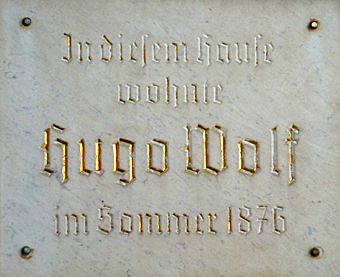 In diesem Hause
wohnte
Hugo Wolf
im Sommer 1876